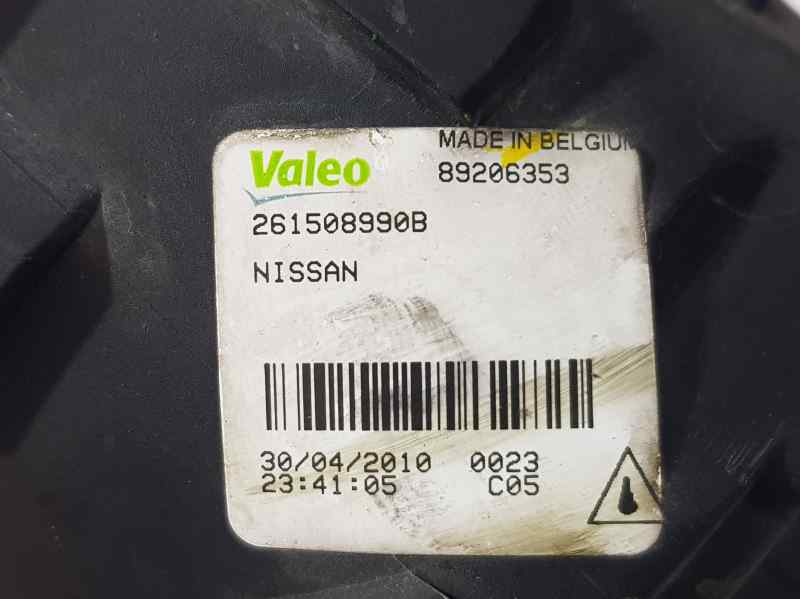 MADE IN BELGIUM
Valeo 89206353
261508990B
NISSAN
30/04/2010 0023
23:41:05 C05